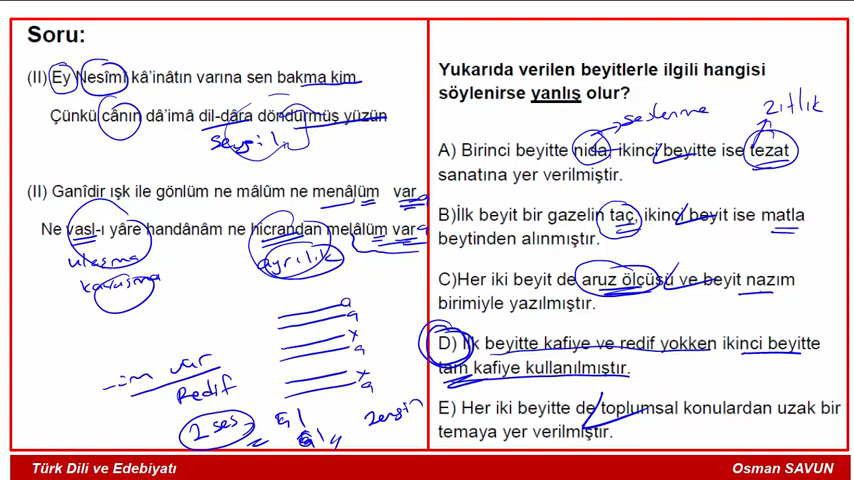 Soru:
(II) Ey Nesîmî kâ'inâtın varına sen bakma kim
Çünkü cânın dâ'imâ dil-dâra döndürmüş yüzün
sevgili
(II) Ganîdir ışk ile gönlüm ne mâlûm ne menâlüm var
Ne vasl-ı yâre handânâm ne hicrandan melâlüm var
ulaşma
kavuşma
ayrılık
a
a
x
a
x
a
-im var
Redif
2 ses
zengin
Yukarıda verilen beyitlerle ilgili hangisi
söylenirse yanlış olur?
seslenme
zıtlık
A) Birinci beyitte nida, ikinci beyitte ise tezat
sanatına yer verilmiştir.
B)İlk beyit bir gazelin taç, ikinci beyit ise matla
beytinden alınmıştır.
C)Her iki beyit de aruz ölçüsü ve beyit nazım
birimiyle yazılmıştır.
D) İlk beyitte kafiye ve redif yokken ikinci beyitte
tam kafiye kullanılmıştır.
E) Her iki beyitte de toplumsal konulardan uzak bir
temaya yer verilmiştir.
Türk Dili ve Edebiyatı
Osman SAVUN